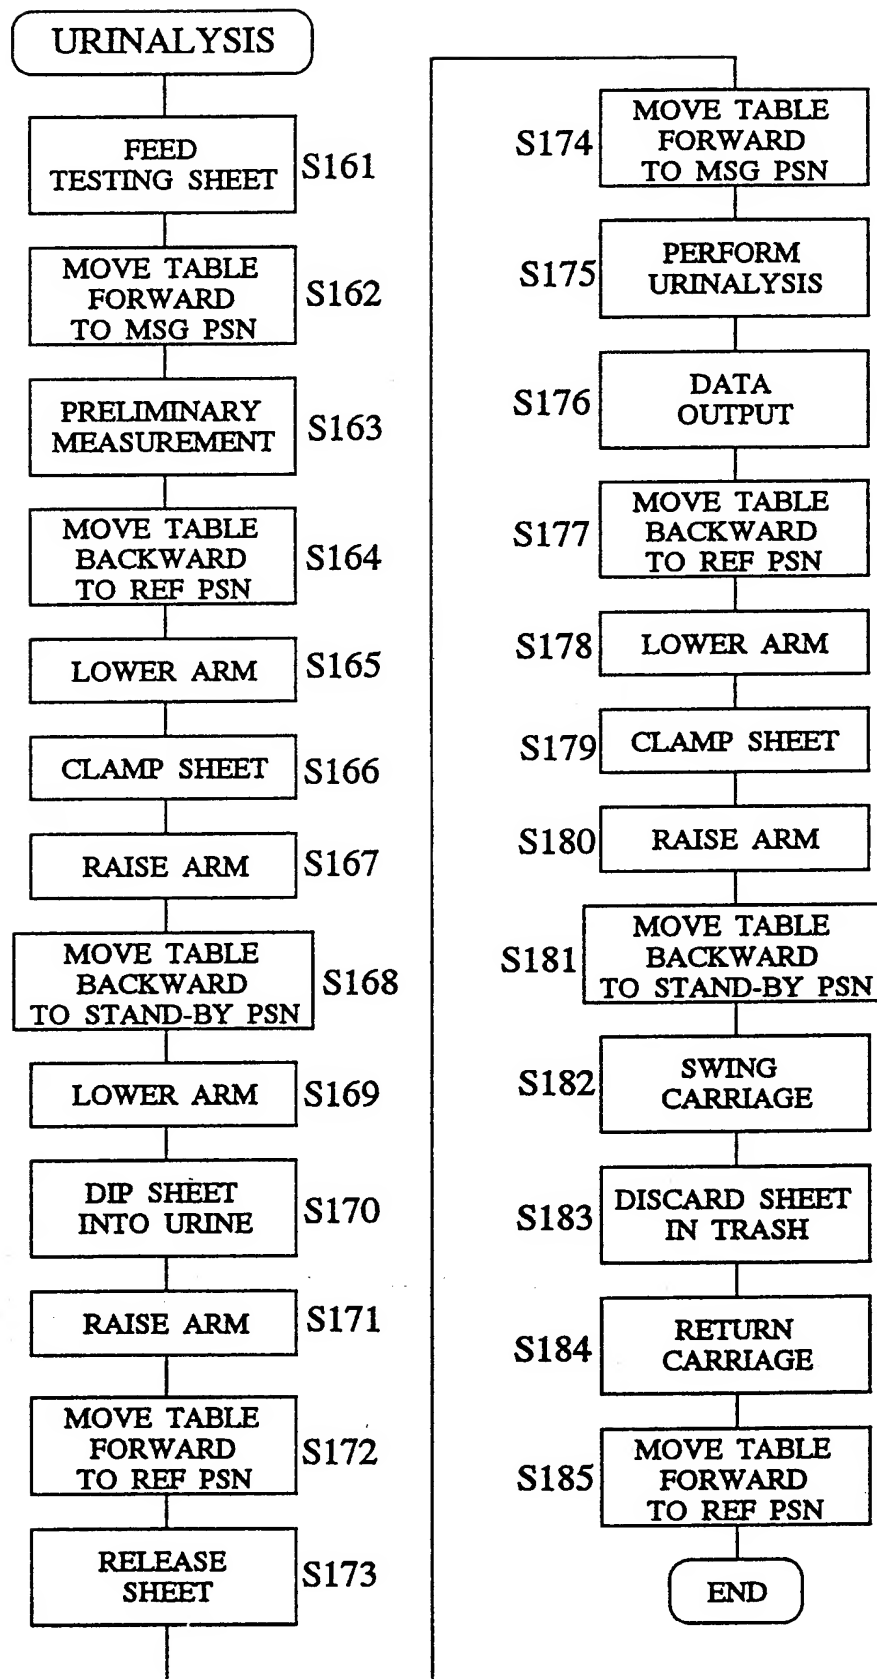 URINALYSIS
FEED
TESTING SHEET
S161
MOVE TABLE
FORWARD
TO MSG PSN
S162
PRELIMINARY
MEASUREMENT
S163
MOVE TABLE
BACKWARD
TO REF PSN
S164
LOWER ARM
S165
CLAMP SHEET
S166
RAISE ARM
S167
MOVE TABLE
BACKWARD
TO STAND-BY PSN
S168
LOWER ARM
S169
DIP SHEET
INTO URINE
S170
RAISE ARM
S171
MOVE TABLE
FORWARD
TO REF PSN
S172
RELEASE
SHEET
S173
S174
MOVE TABLE
FORWARD
TO MSG PSN
S175
PERFORM
URINALYSIS
S176
DATA
OUTPUT
S177
MOVE TABLE
BACKWARD
TO REF PSN
S178
LOWER ARM
S179
CLAMP SHEET
S180
RAISE ARM
S181
MOVE TABLE
BACKWARD
TO STAND-BY PSN
S182
SWING
CARRIAGE
S183
DISCARD SHEET
IN TRASH
S184
RETURN
CARRIAGE
S185
MOVE TABLE
FORWARD
TO REF PSN
END